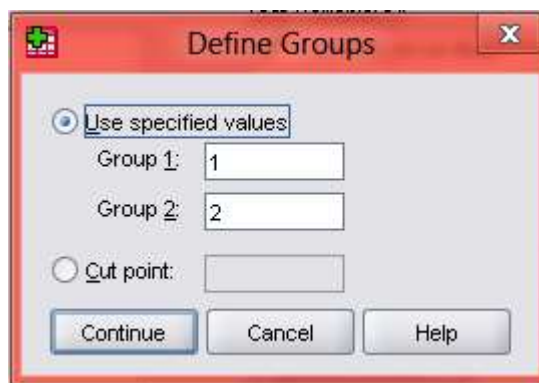 Define Groups
Use specified values
Group 1: 1
Group 2: 2
Cut point:
Continue Cancel Help